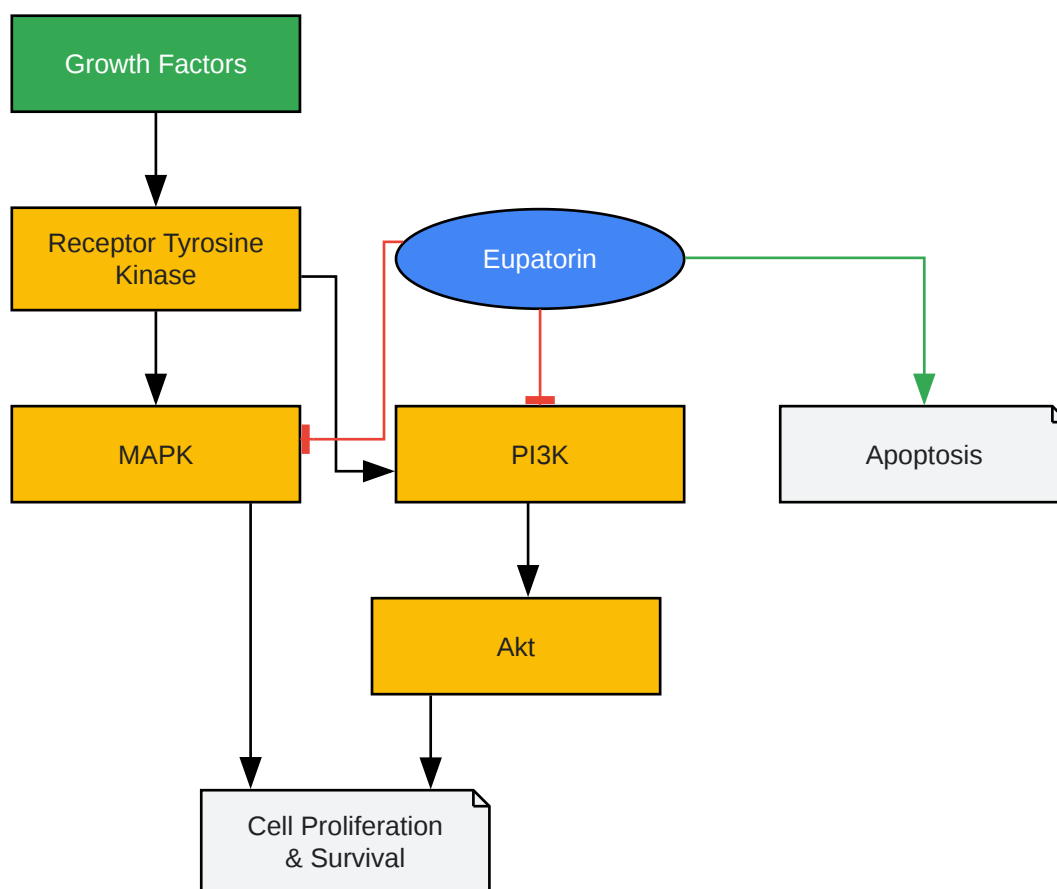 Growth Factors
Receptor Tyrosine
Kinase
Eupatorin
MAPK
PI3K
Apoptosis
Akt
Cell Proliferation
& Survival